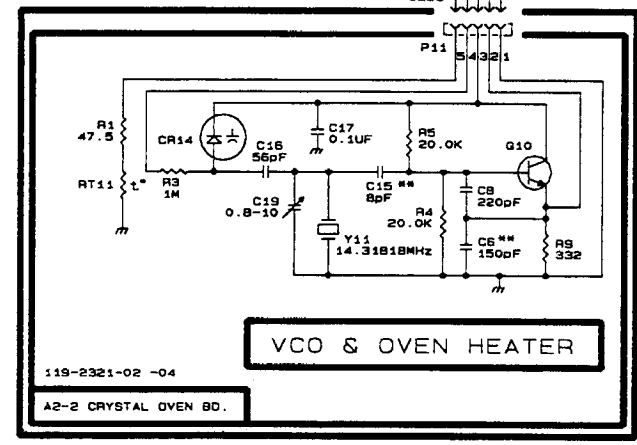 P11
5 4 3 2 1
R1
47.5
RT11 t°
R3
1M
CR14
C16
56pF
C17
0.1UF
R5
20.0K
Q10
C19
0.8-10
C15 **
8pF
Y11
14.31818MHz
R4
20.0K
C8
220pF
C6 **
150pF
R9
332
VCO & OVEN HEATER
119-2321-02 -04
A2-2 CRYSTAL OVEN BD.